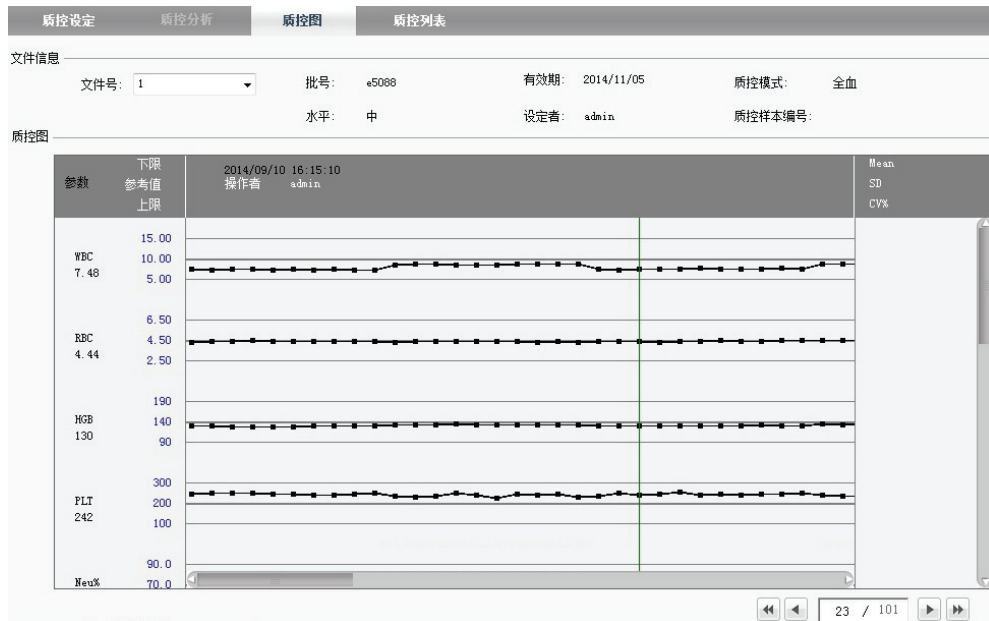 质控设定 质控分析 质控图 质控列表
文件信息
文件号: 1 批号: e5088 有效期: 2014/11/05 质控模式: 全血
水平: 中 设定者: admin 质控样本编号:
质控图
参数 下限 参考值 上限 2014/09/10 16:15:10 操作者 admin Mean SD CV%
15.00
WBC 10.00
7.48 5.00
6.50
RBC 4.50
4.44 2.50
190
HGB 140
130 90
300
PLT 200
242 100
90.0
Neu% 70.0
23 / 101